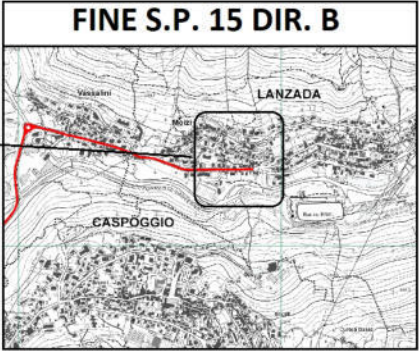 FINE S.P. 15 DIR. B
LANZADA
Vassalini
Moizi
CASPOGGIO